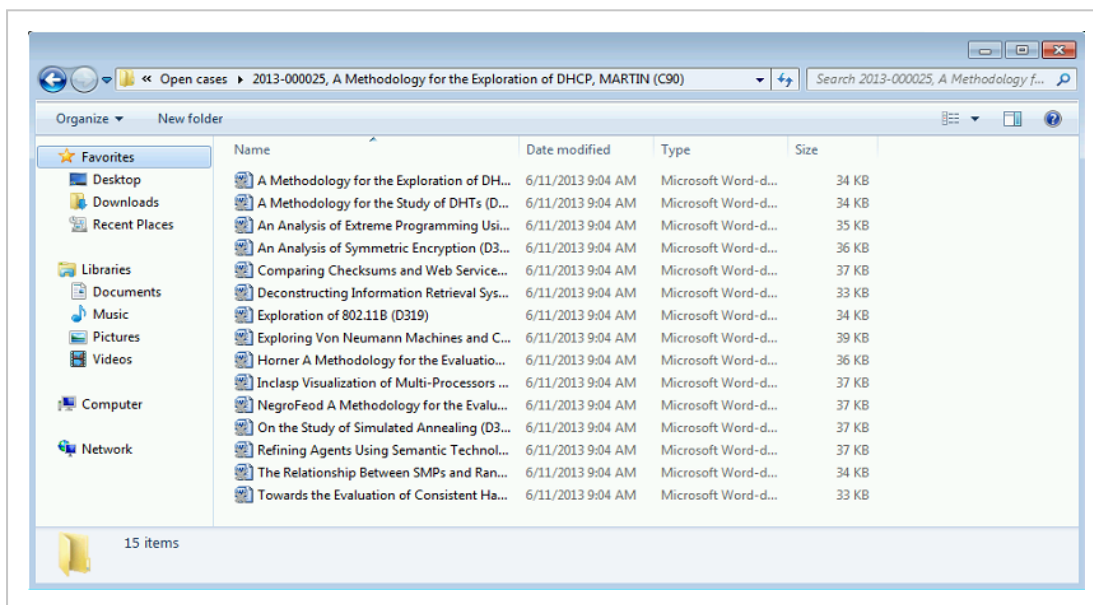 « Open cases ▸ 2013-000025, A Methodology for the Exploration of DHCP, MARTIN (C90) Search 2013-000025, A Methodology f...
Organize New folder
Favorites
Desktop
Downloads
Recent Places
Libraries
Documents
Music
Pictures
Videos
Computer
Network
Name Date modified Type Size
A Methodology for the Exploration of DH... 6/11/2013 9:04 AM Microsoft Word-d... 34 KB
A Methodology for the Study of DHTs (D... 6/11/2013 9:04 AM Microsoft Word-d... 34 KB
An Analysis of Extreme Programming Usi... 6/11/2013 9:04 AM Microsoft Word-d... 35 KB
An Analysis of Symmetric Encryption (D3... 6/11/2013 9:04 AM Microsoft Word-d... 36 KB
Comparing Checksums and Web Service... 6/11/2013 9:04 AM Microsoft Word-d... 37 KB
Deconstructing Information Retrieval Sys... 6/11/2013 9:04 AM Microsoft Word-d... 33 KB
Exploration of 802.11B (D319) 6/11/2013 9:04 AM Microsoft Word-d... 34 KB
Exploring Von Neumann Machines and C... 6/11/2013 9:04 AM Microsoft Word-d... 39 KB
Horner A Methodology for the Evaluatio... 6/11/2013 9:04 AM Microsoft Word-d... 36 KB
Inclasp Visualization of Multi-Processors ... 6/11/2013 9:04 AM Microsoft Word-d... 37 KB
NegroFeod A Methodology for the Evalu... 6/11/2013 9:04 AM Microsoft Word-d... 37 KB
On the Study of Simulated Annealing (D3... 6/11/2013 9:04 AM Microsoft Word-d... 37 KB
Refining Agents Using Semantic Technol... 6/11/2013 9:04 AM Microsoft Word-d... 37 KB
The Relationship Between SMPs and Ran... 6/11/2013 9:04 AM Microsoft Word-d... 34 KB
Towards the Evaluation of Consistent Ha... 6/11/2013 9:04 AM Microsoft Word-d... 33 KB
15 items